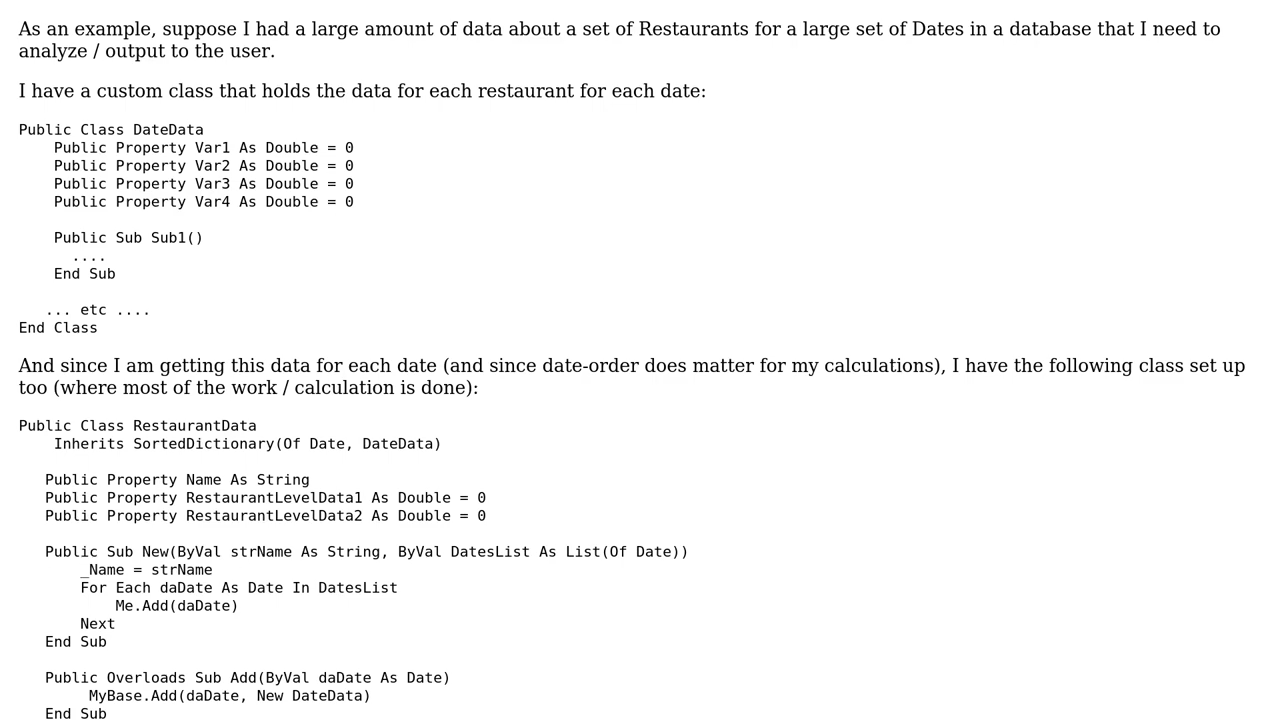 As an example, suppose I had a large amount of data about a set of Restaurants for a large set of Dates in a database that I need to
analyze / output to the user.
I have a custom class that holds the data for each restaurant for each date:
Public Class DateData
    Public Property Var1 As Double = 0
    Public Property Var2 As Double = 0
    Public Property Var3 As Double = 0
    Public Property Var4 As Double = 0

    Public Sub Sub1()
      ....
    End Sub

   ... etc ....
End Class
And since I am getting this data for each date (and since date-order does matter for my calculations), I have the following class set up
too (where most of the work / calculation is done):
Public Class RestaurantData
    Inherits SortedDictionary(Of Date, DateData)

   Public Property Name As String
   Public Property RestaurantLevelData1 As Double = 0
   Public Property RestaurantLevelData2 As Double = 0

   Public Sub New(ByVal strName As String, ByVal DatesList As List(Of Date))
       _Name = strName
       For Each daDate As Date In DatesList
           Me.Add(daDate)
       Next
   End Sub

   Public Overloads Sub Add(ByVal daDate As Date)
        MyBase.Add(daDate, New DateData)
   End Sub